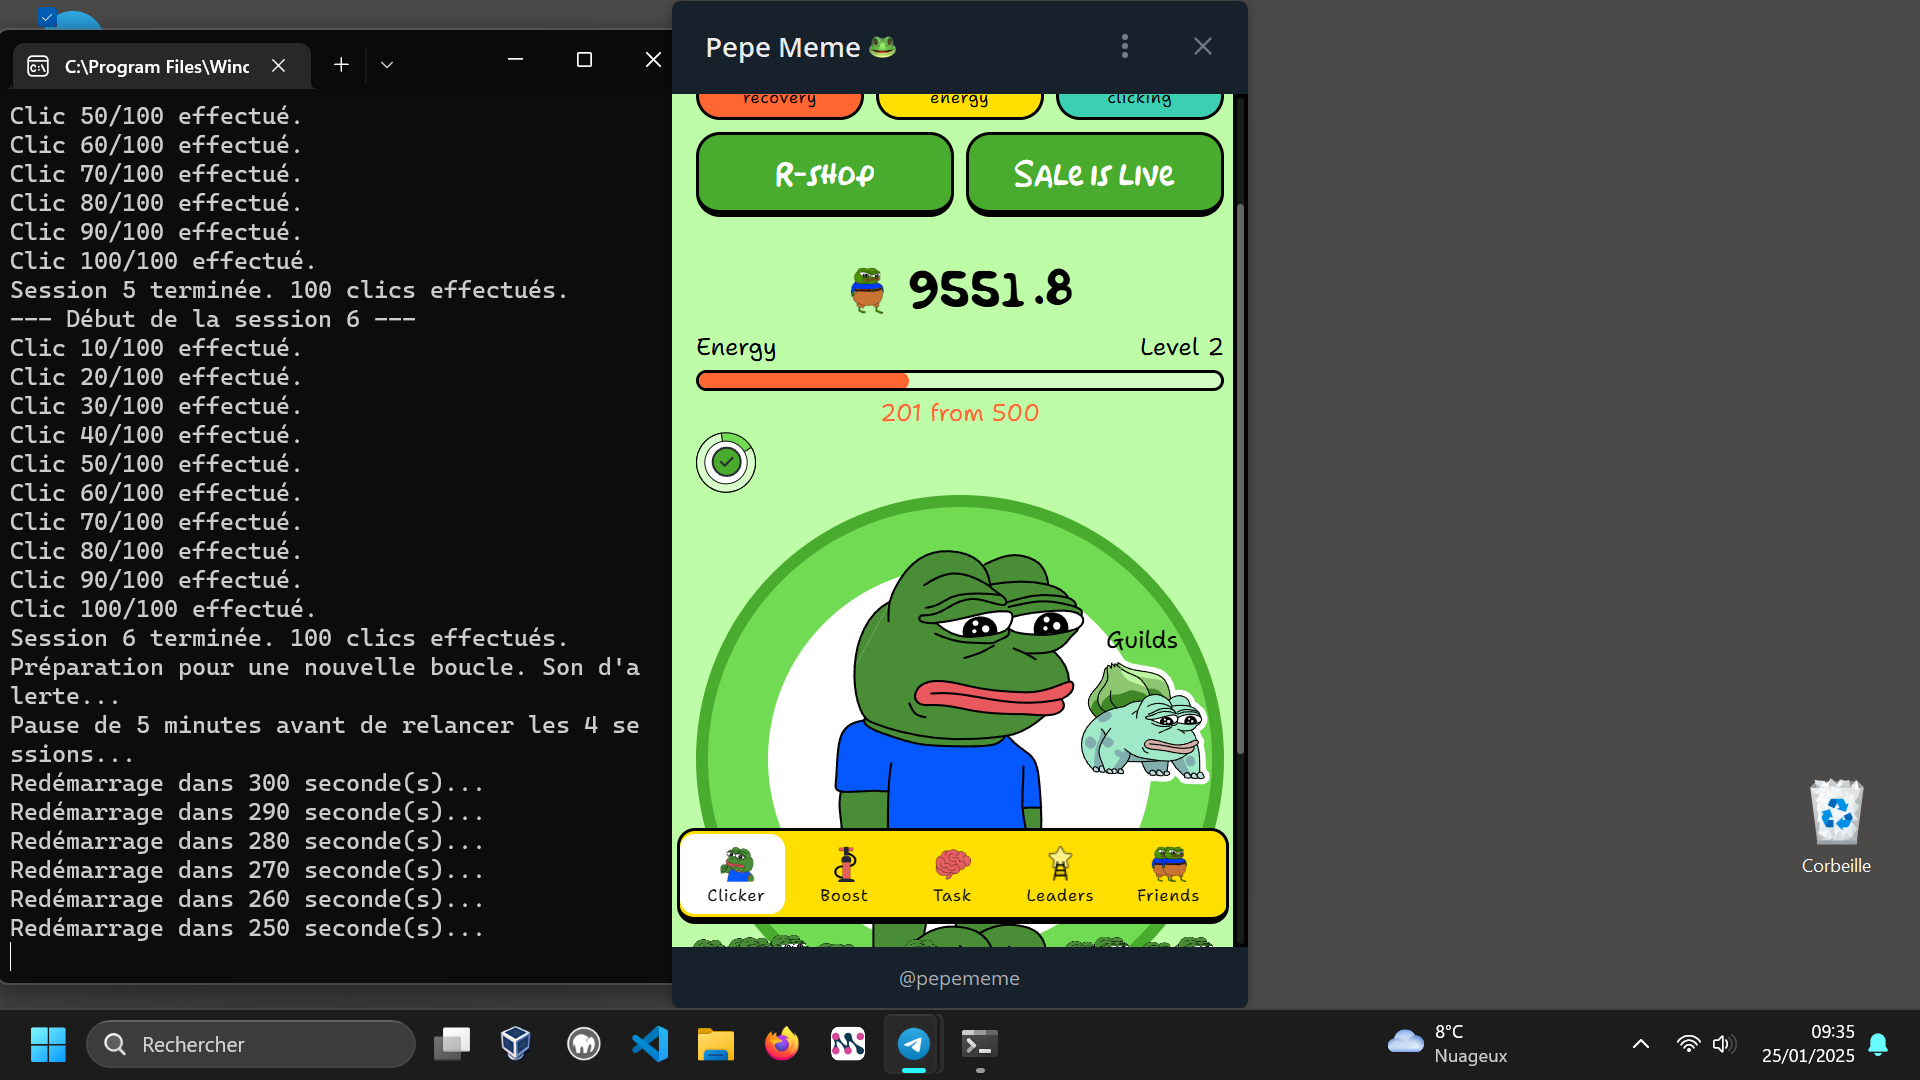 C:\Program Files\Winc
Clic 50/100 effectué.
Clic 60/100 effectué.
Clic 70/100 effectué.
Clic 80/100 effectué.
Clic 90/100 effectué.
Clic 100/100 effectué.
Session 5 terminée. 100 clics effectués.
--- Début de la session 6 ---
Clic 10/100 effectué.
Clic 20/100 effectué.
Clic 30/100 effectué.
Clic 40/100 effectué.
Clic 50/100 effectué.
Clic 60/100 effectué.
Clic 70/100 effectué.
Clic 80/100 effectué.
Clic 90/100 effectué.
Clic 100/100 effectué.
Session 6 terminée. 100 clics effectués.
Préparation pour une nouvelle boucle. Son d'a
lerte...
Pause de 5 minutes avant de relancer les 4 se
ssions...
Redémarrage dans 300 seconde(s)...
Redémarrage dans 290 seconde(s)...
Redémarrage dans 280 seconde(s)...
Redémarrage dans 270 seconde(s)...
Redémarrage dans 260 seconde(s)...
Redémarrage dans 250 seconde(s)...
Pepe Meme 🐸
recovery energy clicking
R-shop Sale is live
9551.8
Energy Level 2
201 from 500
Guilds
Clicker Boost Task Leaders Friends
@pepememe
Corbeille
Rechercher
8°C
Nuageux
09:35
25/01/2025